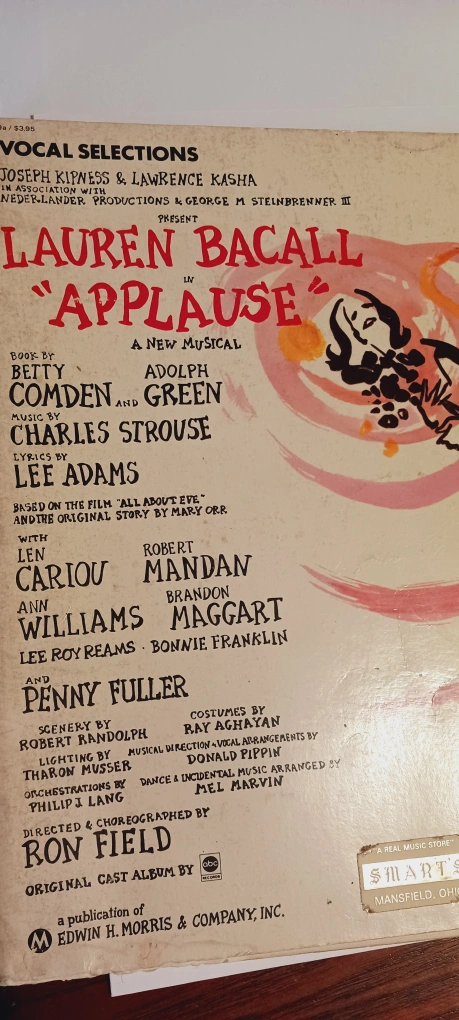 $3.95
VOCAL SELECTIONS
JOSEPH KIPNESS & LAWRENCE KASHA
IN ASSOCIATION WITH
NEDERLANDER PRODUCTIONS & GEORGE M STEINBRENNER III
PRESENT
LAUREN BACALL
IN
"APPLAUSE"
A NEW MUSICAL
BOOK BY
BETTY ADOLPH
COMDEN AND GREEN
MUSIC BY
CHARLES STROUSE
LYRICS BY
LEE ADAMS
BASED ON THE FILM "ALL ABOUT EVE"
AND THE ORIGINAL STORY BY MARY ORR
WITH
LEN ROBERT
CARIOU MANDAN
ANN BRANDON
WILLIAMS MAGGART
LEE ROY REAMS · BONNIE FRANKLIN
AND
PENNY FULLER
SCENERY BY COSTUMES BY
ROBERT RANDOLPH RAY AGHAYAN
LIGHTING BY MUSICAL DIRECTION & VOCAL ARRANGEMENTS BY
THARON MUSSER DONALD PIPPIN
ORCHESTRATIONS BY DANCE & INCIDENTAL MUSIC ARRANGED BY
PHILIP J. LANG MEL MARVIN
DIRECTED & CHOREOGRAPHED BY
RON FIELD
ORIGINAL CAST ALBUM BY abc RECORDS
a publication of
EDWIN H. MORRIS & COMPANY, INC.
"A REAL MUSIC STORE"
SMART'S
MANSFIELD, OHIO